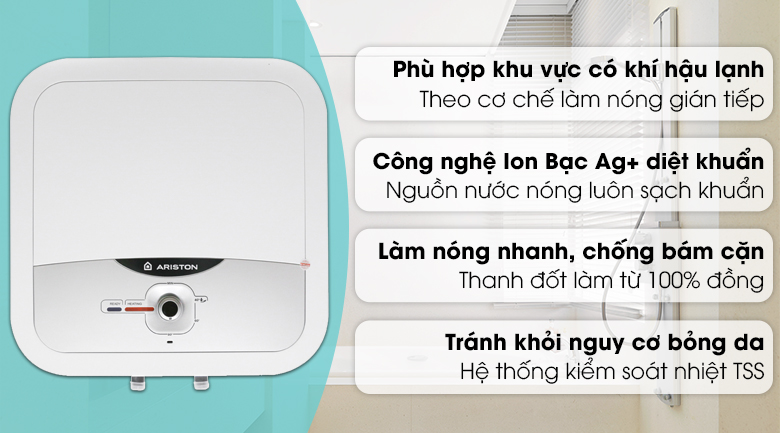 Phù hợp khu vực có khí hậu lạnh
Theo cơ chế làm nóng gián tiếp
Công nghệ Ion Bạc Ag+ diệt khuẩn
Nguồn nước nóng luôn sạch khuẩn
Làm nóng nhanh, chống bám cặn
Thanh đốt làm từ 100% đồng
Tránh khỏi nguy cơ bỏng da
Hệ thống kiểm soát nhiệt TSS
ARISTON